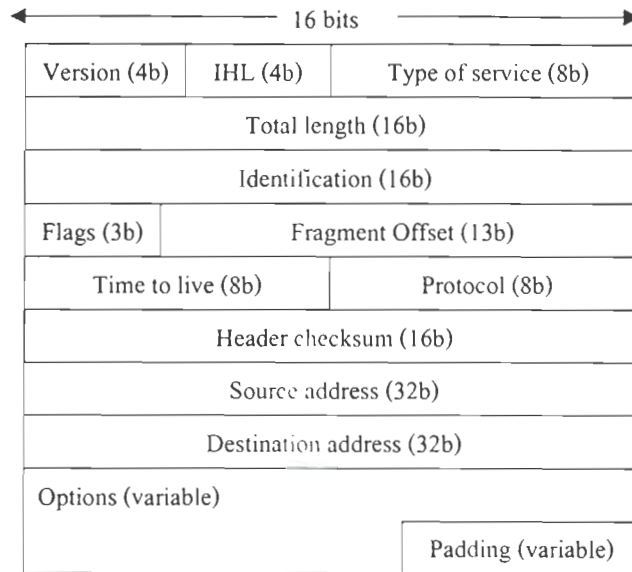 16 bits
Version (4b) IHL (4b) Type of service (8b)
Total length (16b)
Identification (16b)
Flags (3b) Fragment Offset (13b)
Time to live (8b) Protocol (8b)
Header checksum (16b)
Source address (32b)
Destination address (32b)
Options (variable)
Padding (variable)